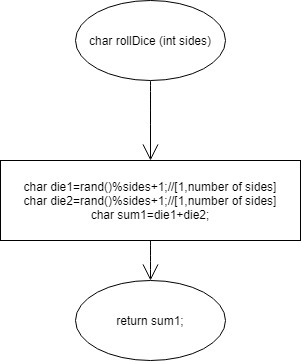 char rollDice (int sides)
char die1=rand()%sides+1;//[1,number of sides]
char die2=rand()%sides+1;//[1,number of sides]
char sum1=die1+die2;
return sum1;